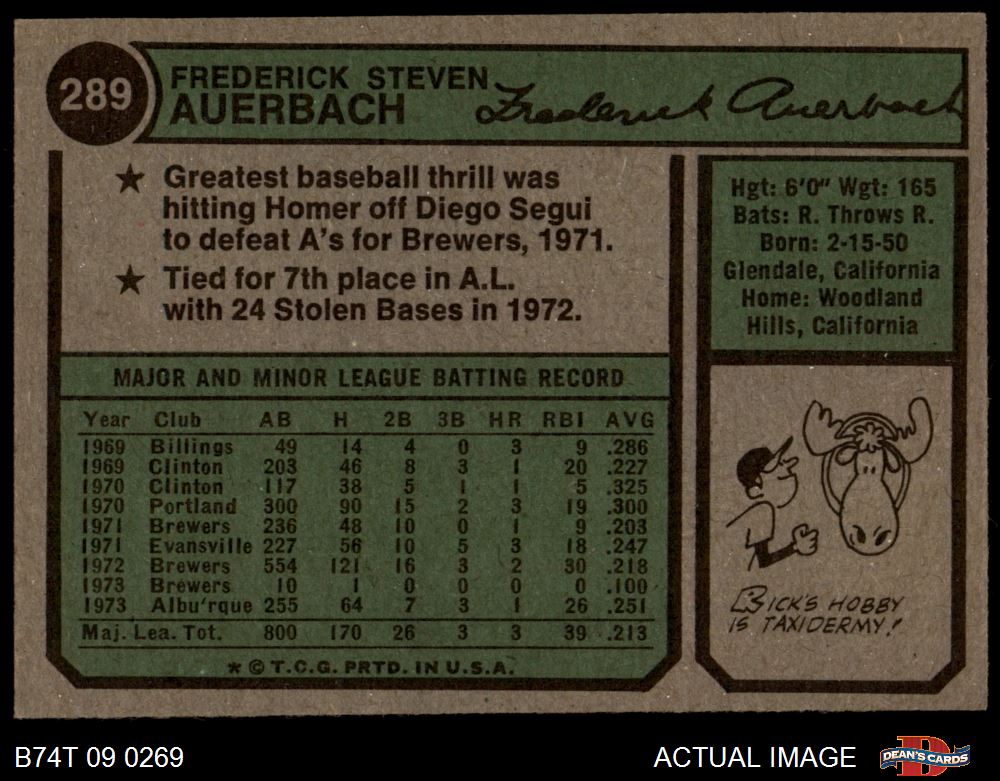 289
FREDERICK STEVEN
AUERBACH
Frederick Auerbach
★ Greatest baseball thrill was
hitting Homer off Diego Segui
to defeat A's for Brewers, 1971.
★ Tied for 7th place in A.L.
with 24 Stolen Bases in 1972.
Hgt: 6'0" Wgt: 165
Bats: R. Throws R.
Born: 2-15-50
Glendale, California
Home: Woodland
Hills, California
MAJOR AND MINOR LEAGUE BATTING RECORD
Year Club AB H 2B 3B HR RBI AVG
1969 Billings 49 14 4 0 3 9 .286
1969 Clinton 203 46 8 3 1 20 .227
1970 Clinton 117 38 5 1 1 5 .325
1970 Portland 300 90 15 2 3 19 .300
1971 Brewers 236 48 10 0 1 9 .203
1971 Evansville 227 56 10 5 3 18 .247
1972 Brewers 554 121 16 3 2 30 .218
1973 Brewers 10 1 0 0 0 0 .100
1973 Albu'rque 255 64 7 3 1 26 .251
Maj. Lea. Tot. 800 170 26 3 3 39 .213
* © T.C.G. PRTD. IN U.S.A.
RICK'S HOBBY
IS TAXIDERMY!
B74T 09 0269
ACTUAL IMAGE
DEAN'S CARDS